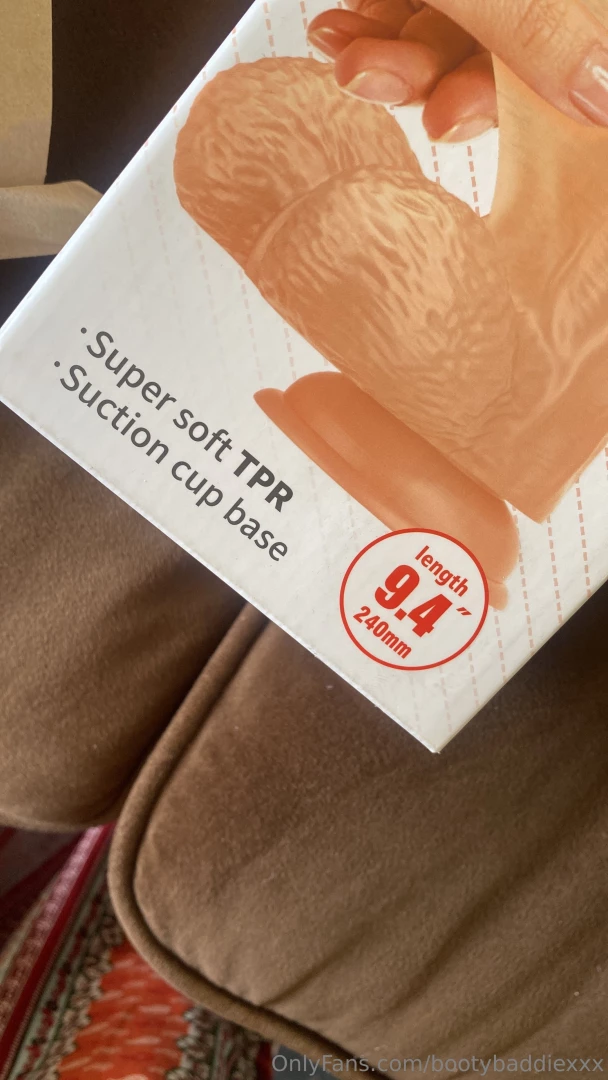 · Super soft TPR
· Suction cup base
length
9.4″
240mm
OnlyFans.com/bootybaddiexxx